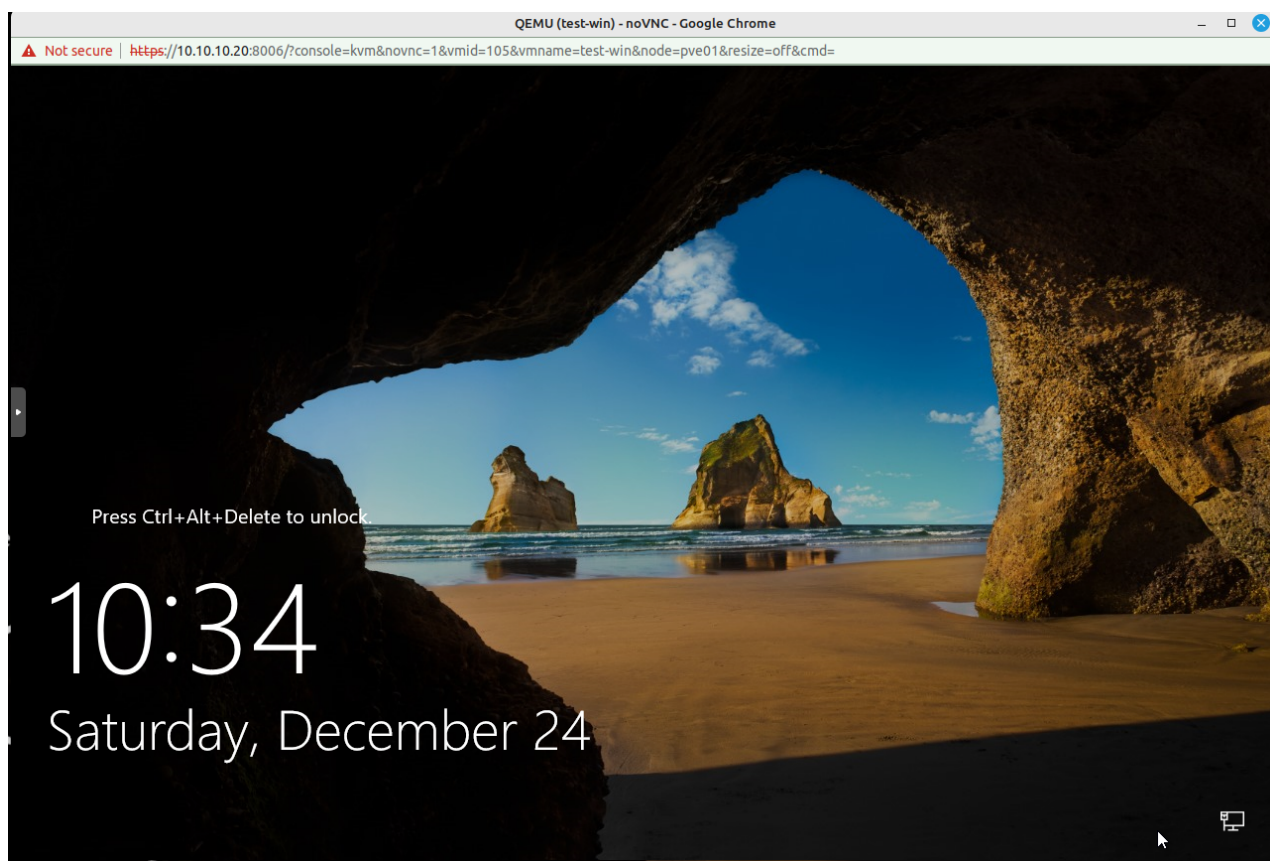 QEMU (test-win) - noVNC - Google Chrome
Not secure https://10.10.10.20:8006/?console=kvm&novnc=1&vmid=105&vmname=test-win&node=pve01&resize=off&cmd=
Press Ctrl+Alt+Delete to unlock.
10:34
Saturday, December 24